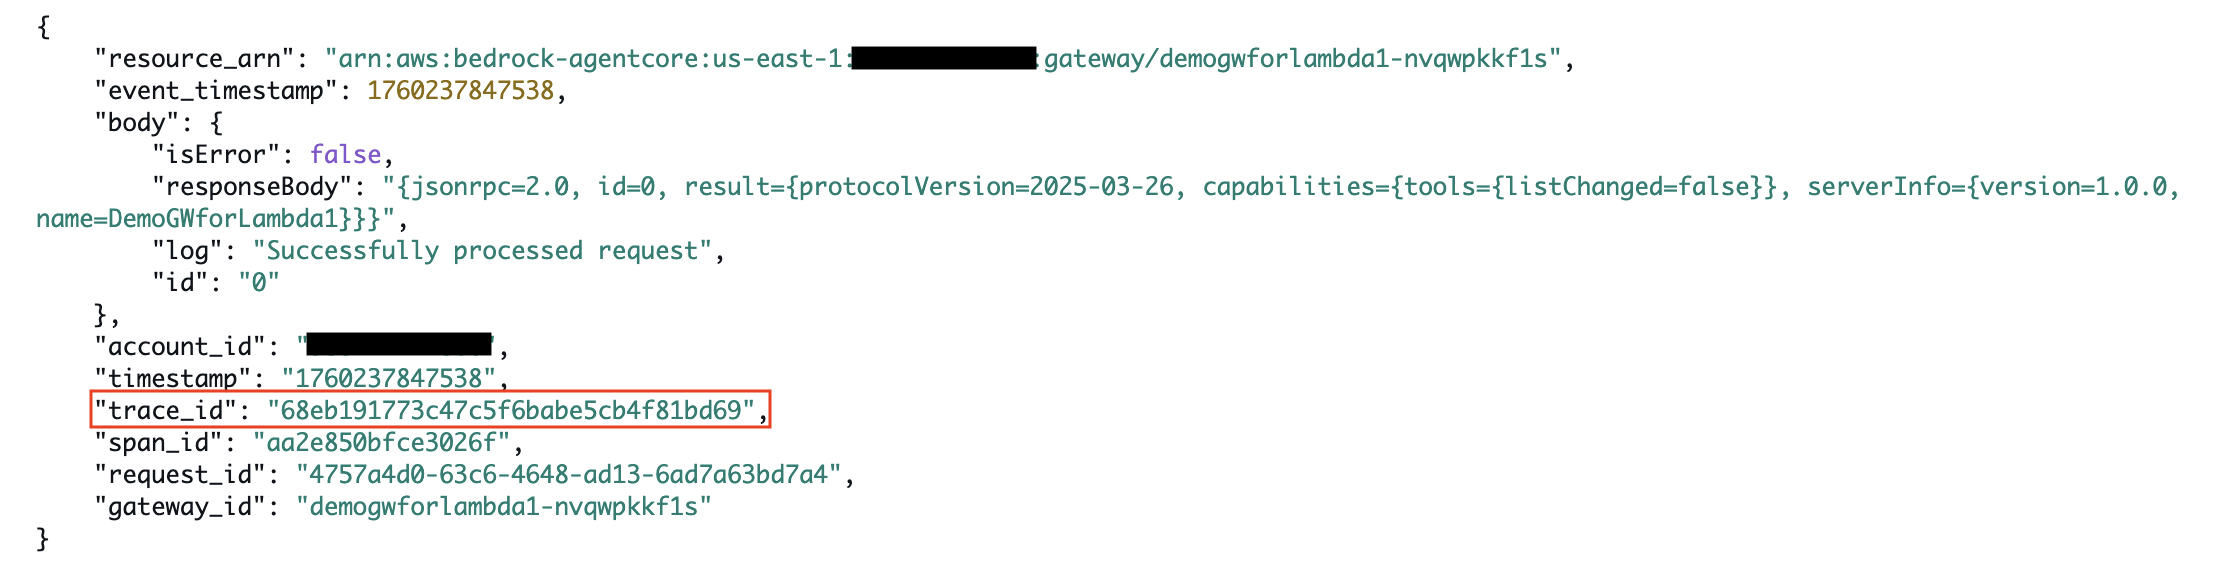 {
"resource_arn": "arn:aws:bedrock-agentcore:us-east-1: :gateway/demogwforlambda1-nvqwpkkf1s",
"event_timestamp": 1760237847538,
"body": {
"isError": false,
"responseBody": "{jsonrpc=2.0, id=0, result={protocolVersion=2025-03-26, capabilities={tools={listChanged=false}}, serverInfo={version=1.0.0,
name=DemoGWforLambda1}}}",
"log": "Successfully processed request",
"id": "0"
},
"account_id": " ",
"timestamp": "1760237847538",
"trace_id": "68eb191773c47c5f6babe5cb4f81bd69",
"span_id": "aa2e850bfce3026f",
"request_id": "4757a4d0-63c6-4648-ad13-6ad7a63bd7a4",
"gateway_id": "demogwforlambda1-nvqwpkkf1s"
}